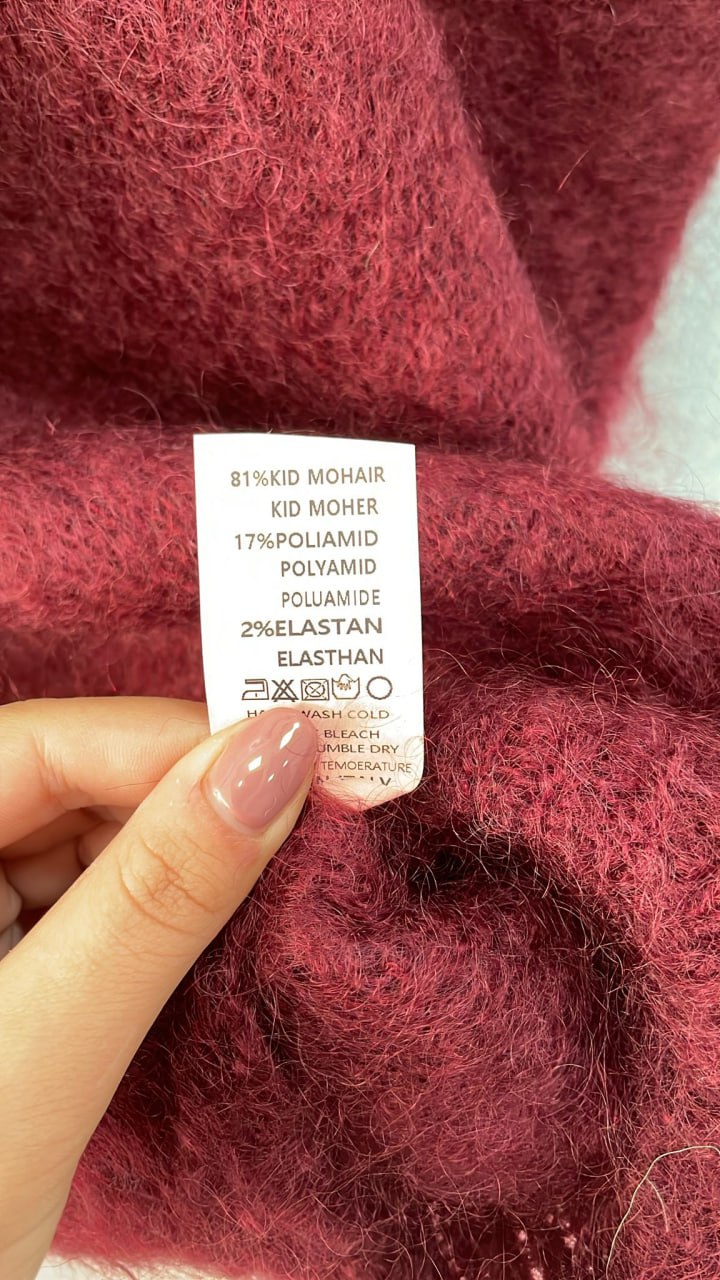 81%KID MOHAIR
KID MOHER
17%POLIAMID
POLYAMID
POLUAMIDE
2%ELASTAN
ELASTHAN
WASH COLD
BLEACH
UMBLE DRY
TEMOERATURE